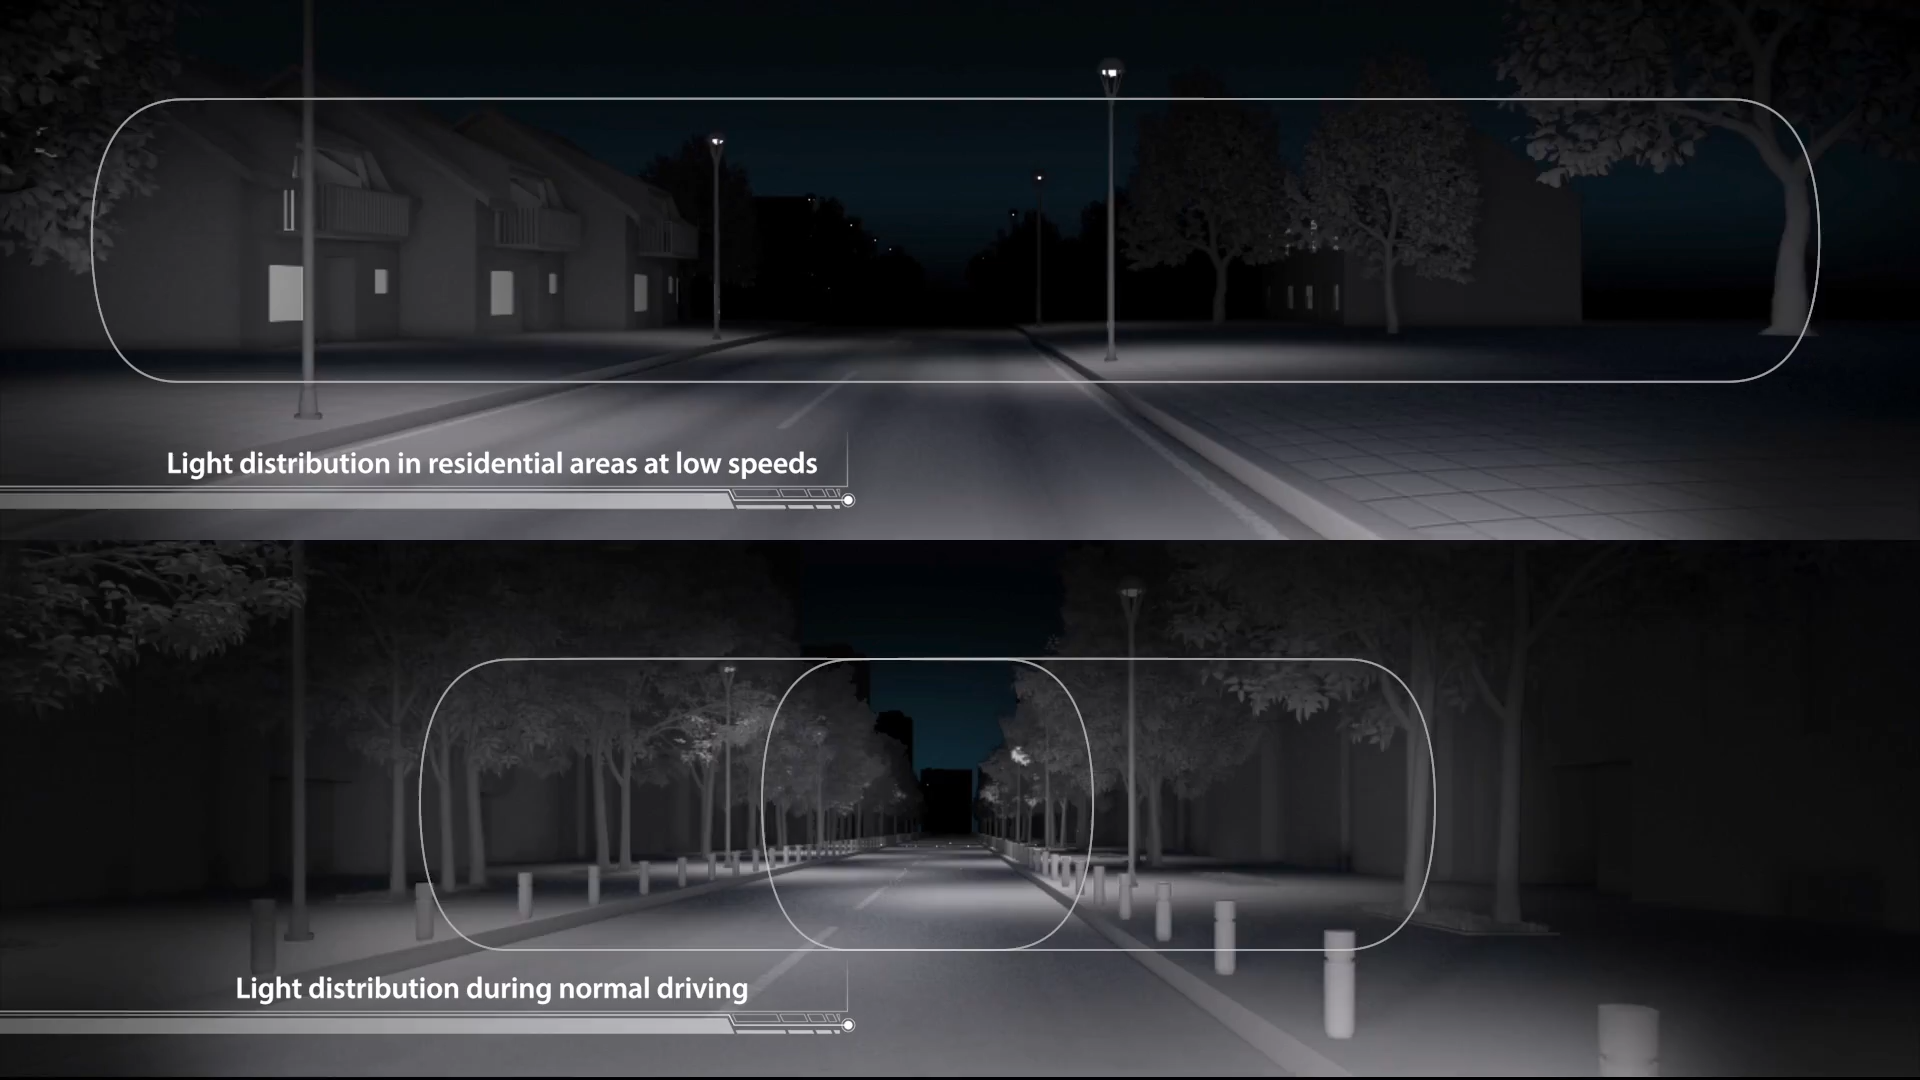 Light distribution in residential areas at low speeds
Light distribution during normal driving